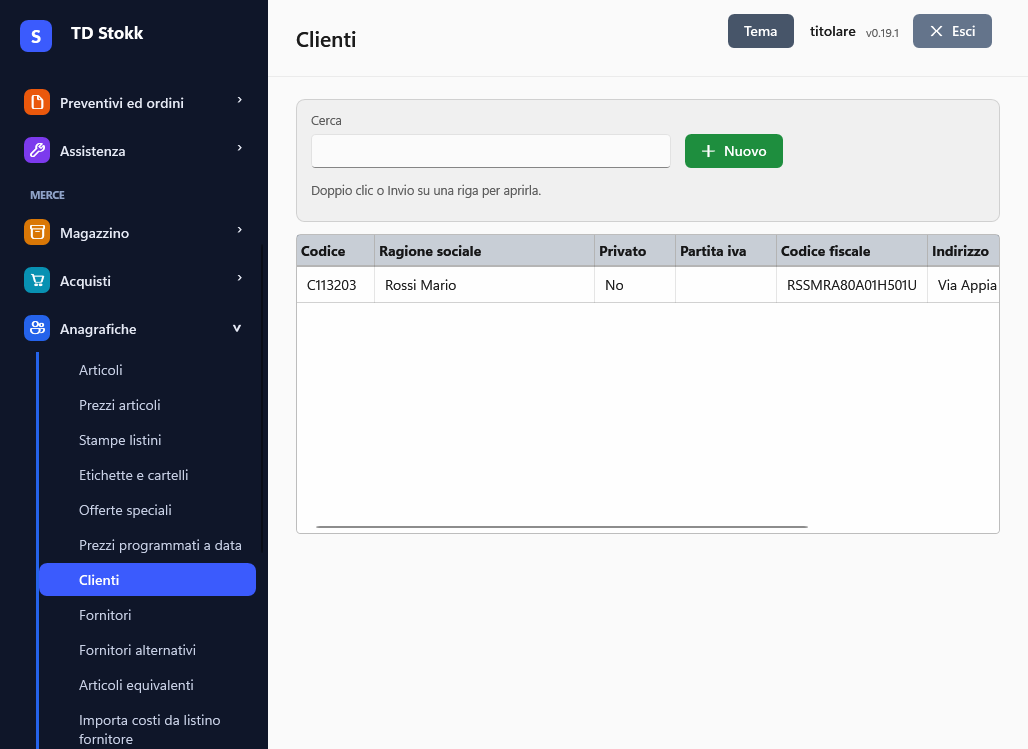 S
TD Stokk
Preventivi ed ordini
Assistenza
MERCE
Magazzino
Acquisti
Anagrafiche
Articoli
Prezzi articoli
Stampe listini
Etichette e cartelli
Offerte speciali
Prezzi programmati a data
Clienti
Fornitori
Fornitori alternativi
Articoli equivalenti
Importa costi da listino
fornitore
Clienti
Tema titolare v0.19.1 Esci
Cerca
Nuovo
Doppio clic o Invio su una riga per aprirla.
Codice Ragione sociale Privato Partita iva Codice fiscale Indirizzo
C113203 Rossi Mario No RSSMRA80A01H501U Via Appia